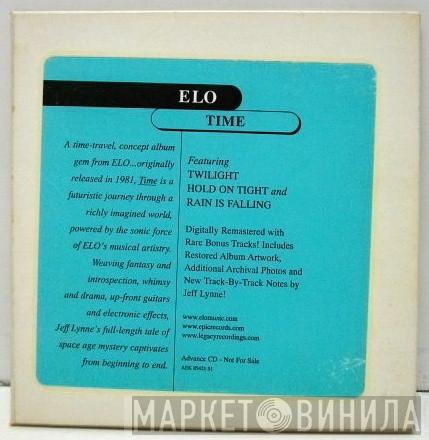 ELO
TIME
A time-travel, concept album
gem from ELO...originally
released in 1981, Time is a
futuristic journey through a
richly imagined world,
powered by the sonic force
of ELO's musical artistry.
Weaving fantasy and
introspection, whimsy
and drama, up-front guitars
and electronic effects,
Jeff Lynne's full-length tale of
space age mystery captivates
from beginning to end.
Featuring
TWILIGHT
HOLD ON TIGHT and
RAIN IS FALLING
Digitally Remastered with
Rare Bonus Tracks! Includes
Restored Album Artwork,
Additional Archival Photos and
New Track-By-Track Notes by
Jeff Lynne!
www.elomusic.com
www.epicrecords.com
www.legacyrecordings.com
Advance CD - Not For Sale
МАРКЕТ ВИНИЛА